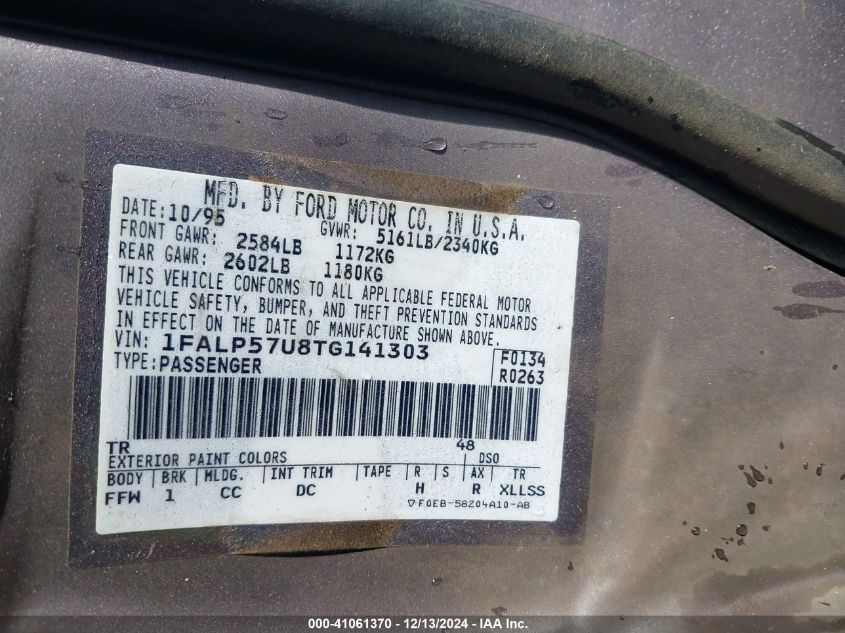 MFD. BY FORD MOTOR CO. IN U.S.A.
DATE: 10/95 GVWR: 5161LB/2340KG
FRONT GAWR: 2584LB 1172KG
REAR GAWR: 2602LB 1180KG
THIS VEHICLE CONFORMS TO ALL APPLICABLE FEDERAL MOTOR
VEHICLE SAFETY, BUMPER, AND THEFT PREVENTION STANDARDS
IN EFFECT ON THE DATE OF MANUFACTURE SHOWN ABOVE.
VIN: 1FALP57U8TG141303
TYPE: PASSENGER
F0134
R0263
TR 48
EXTERIOR PAINT COLORS DSO
BODY BRK MLDG. INT TRIM TAPE R S AX TR
FFW 1 CC DC H R XLLSS
▽F0EB-58204A10-AB
000-41061370 - 12/13/2024 - IAA Inc.